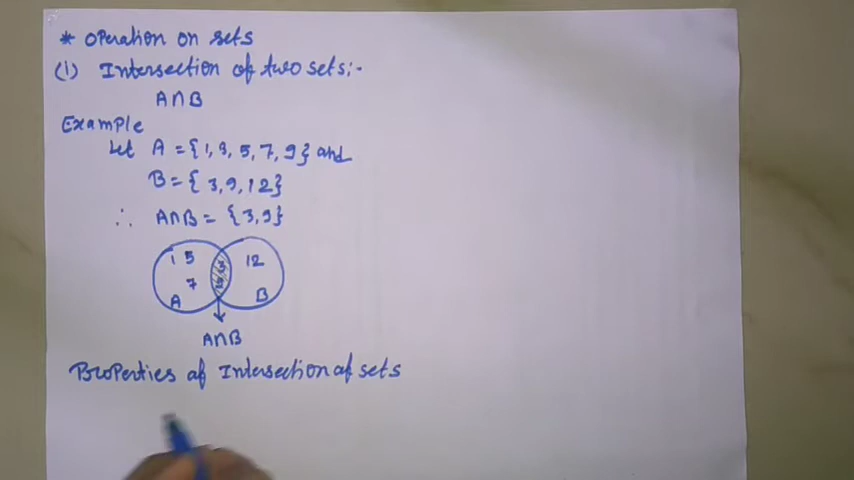 * Operation on sets
(i) Intersection of two sets:-
A∩B
Example
Let A = {1, 3, 5, 7, 9} and
B = { 3, 9, 12}
∴ A∩B = {3, 9}
1 5 12
7
A B
A∩B
Properties of Intersection of sets